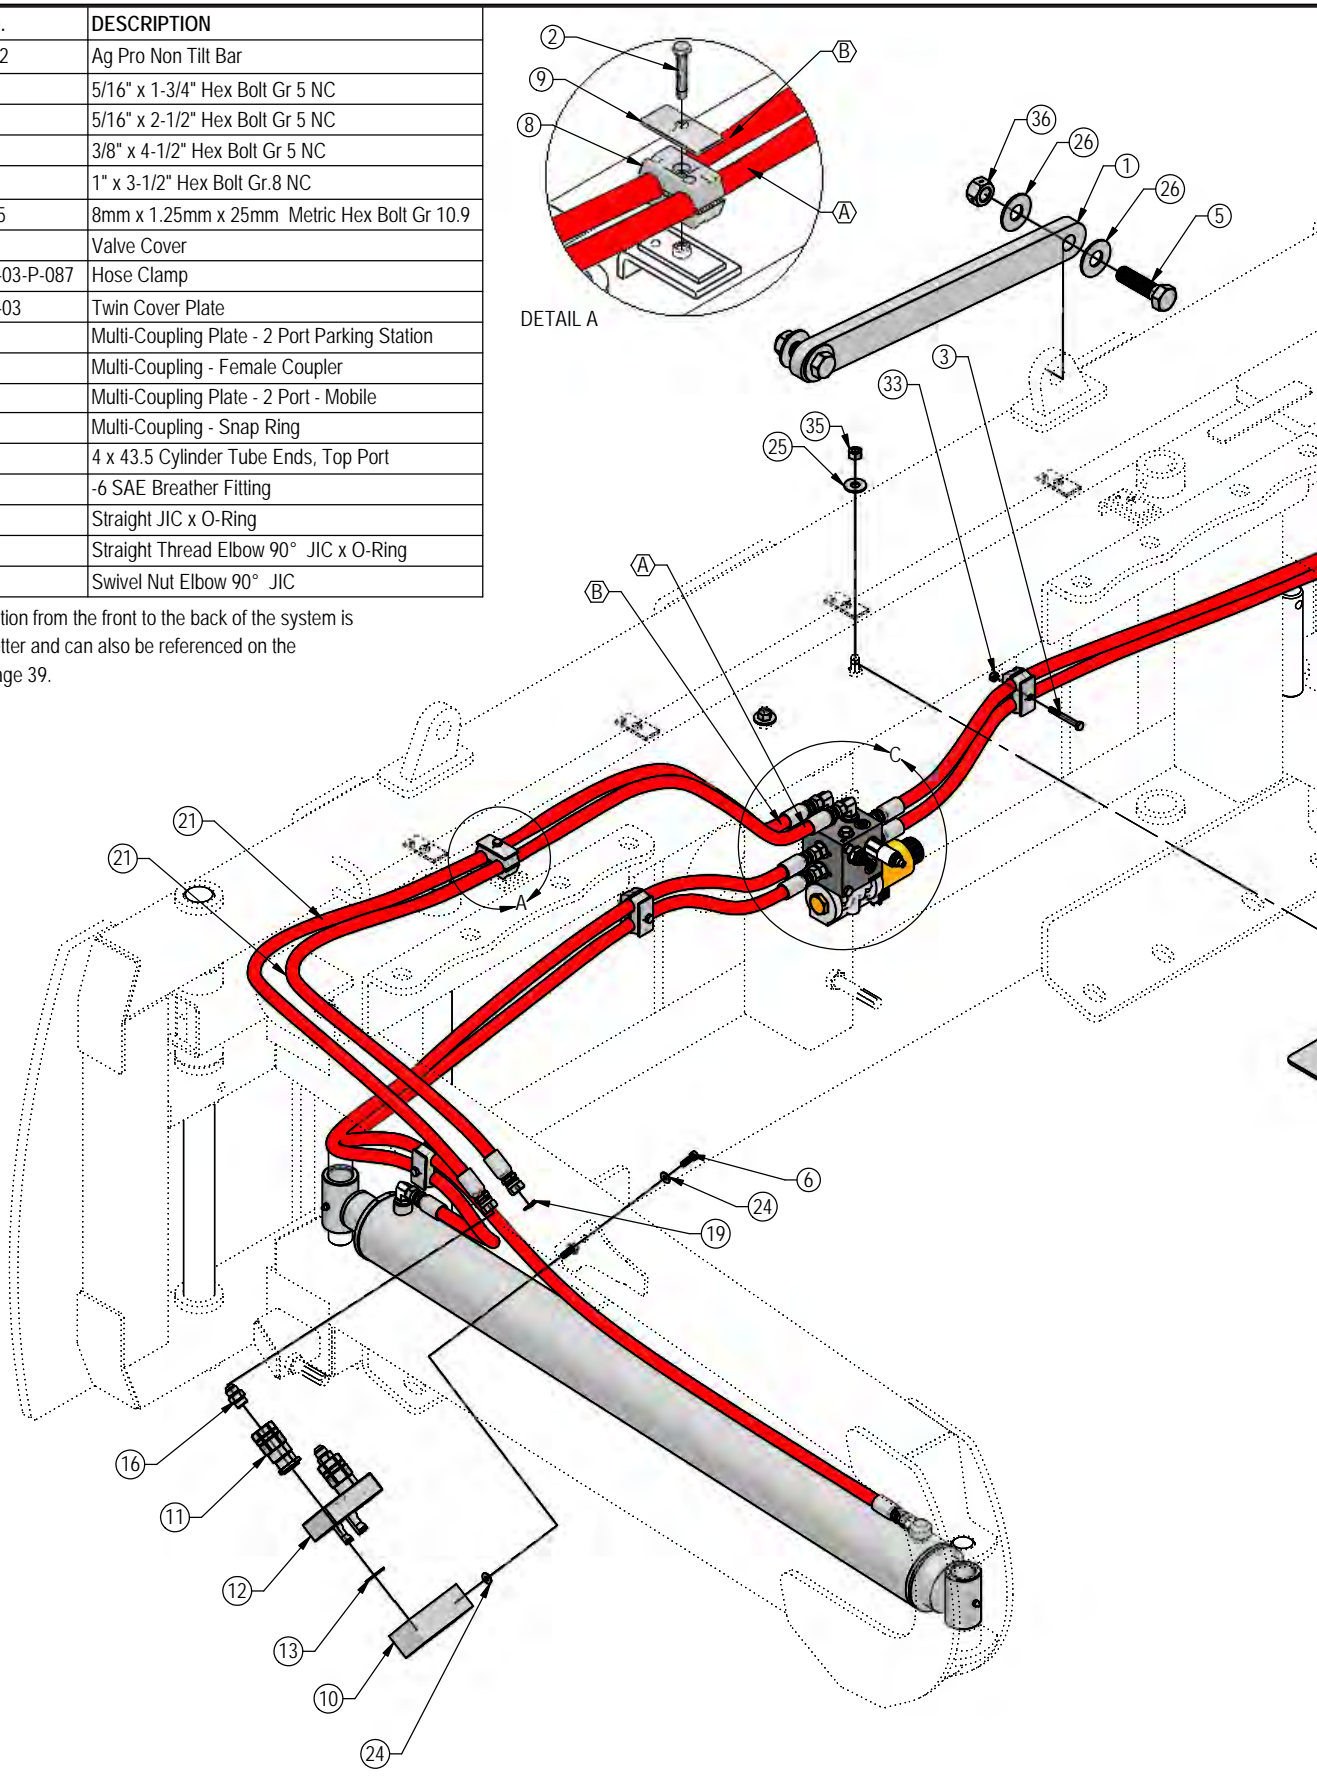 . DESCRIPTION
2 Ag Pro Non Tilt Bar
5/16" x 1-3/4" Hex Bolt Gr 5 NC
5/16" x 2-1/2" Hex Bolt Gr 5 NC
3/8" x 4-1/2" Hex Bolt Gr 5 NC
1" x 3-1/2" Hex Bolt Gr.8 NC
5 8mm x 1.25mm x 25mm Metric Hex Bolt Gr 10.9
Valve Cover
-03-P-087 Hose Clamp
-03 Twin Cover Plate
Multi-Coupling Plate - 2 Port Parking Station
Multi-Coupling - Female Coupler
Multi-Coupling Plate - 2 Port - Mobile
Multi-Coupling - Snap Ring
4 x 43.5 Cylinder Tube Ends, Top Port
-6 SAE Breather Fitting
Straight JIC x O-Ring
Straight Thread Elbow 90° JIC x O-Ring
Swivel Nut Elbow 90° JIC
tion from the front to the back of the system is
tter and can also be referenced on the
age 39.
2
B
9
8
A
DETAIL A
36
26
1
26
5
3
33
35
25
A
B
C
21
21
A
6
24
19
16
11
12
13
10
24